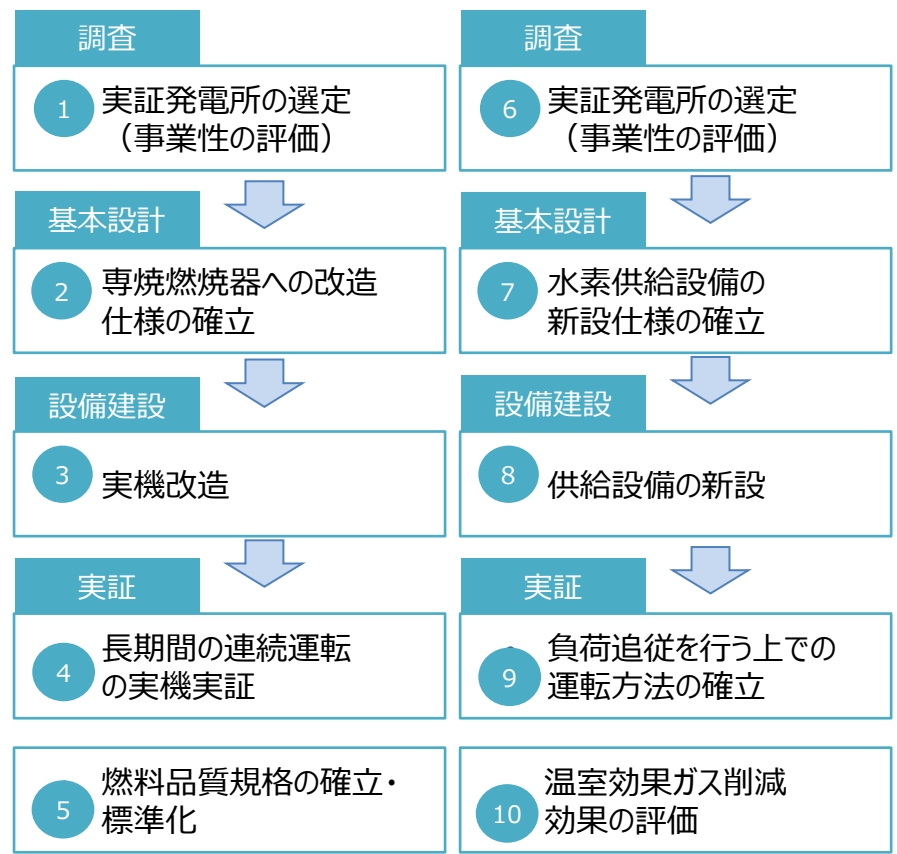 調査
1
実証発電所の選定
（事業性の評価）
基本設計
2
専焼燃焼器への改造
仕様の確立
設備建設
3
実機改造
実証
4
長期間の連続運転
の実機実証
5
燃料品質規格の確立・
標準化
調査
6
実証発電所の選定
（事業性の評価）
基本設計
7
水素供給設備の
新設仕様の確立
設備建設
8
供給設備の新設
実証
9
負荷追従を行う上での
運転方法の確立
10
温室効果ガス削減
効果の評価